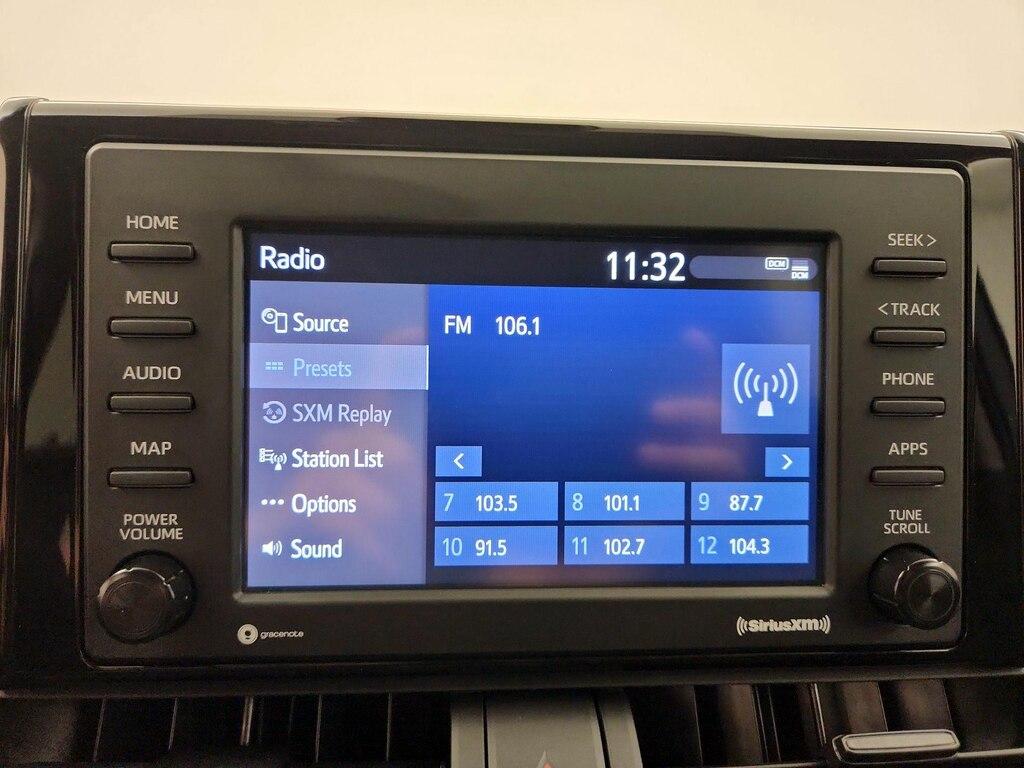 HOME
MENU
AUDIO
MAP
POWER
VOLUME
Radio
11:32
DCM
DCM
Source
Presets
SXM Replay
Station List
Options
Sound
FM 106.1
<
>
7 103.5
8 101.1
9 87.7
10 91.5
11 102.7
12 104.3
SEEK >
< TRACK
PHONE
APPS
TUNE
SCROLL
g gracenote
((SiriusXM))